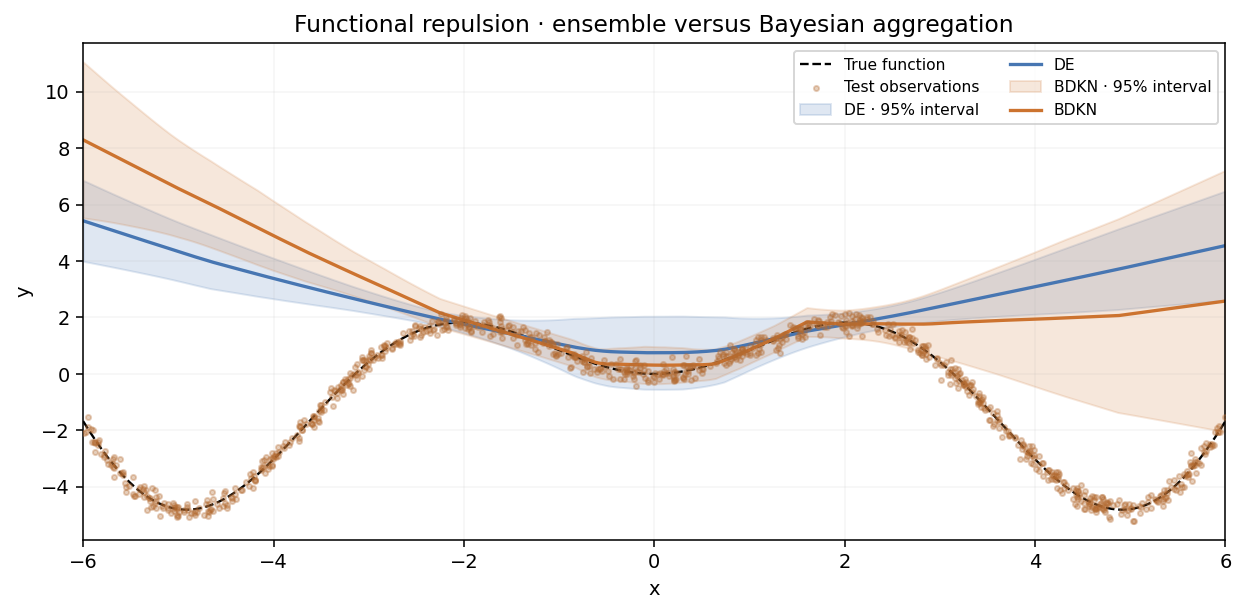 Functional repulsion · ensemble versus Bayesian aggregation
True function
Test observations
DE · 95% interval
DE
BDKN · 95% interval
BDKN
y
10
8
6
4
2
0
−2
−4
−6
−4
−2
0
2
4
6
x